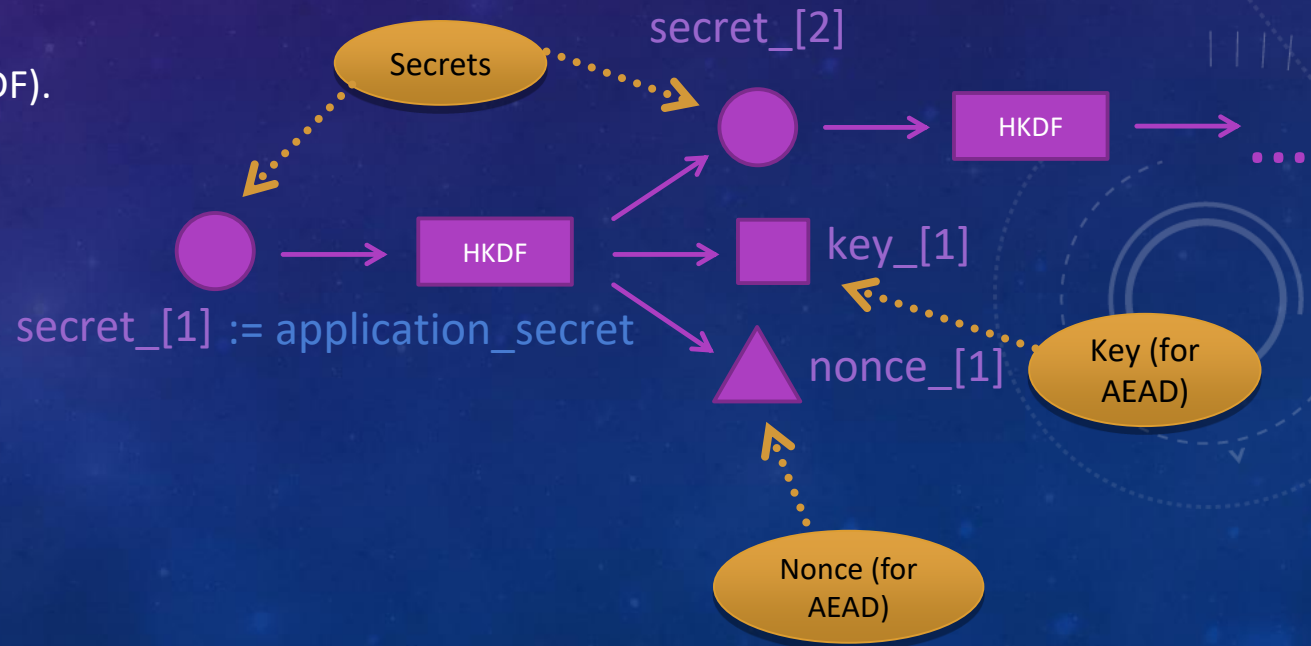 secret_[2]
Secrets
DF).
HKDF
...
HKDF
key_[1]
secret_[1] := application_secret
nonce_[1]
Key (for
AEAD)
Nonce (for
AEAD)